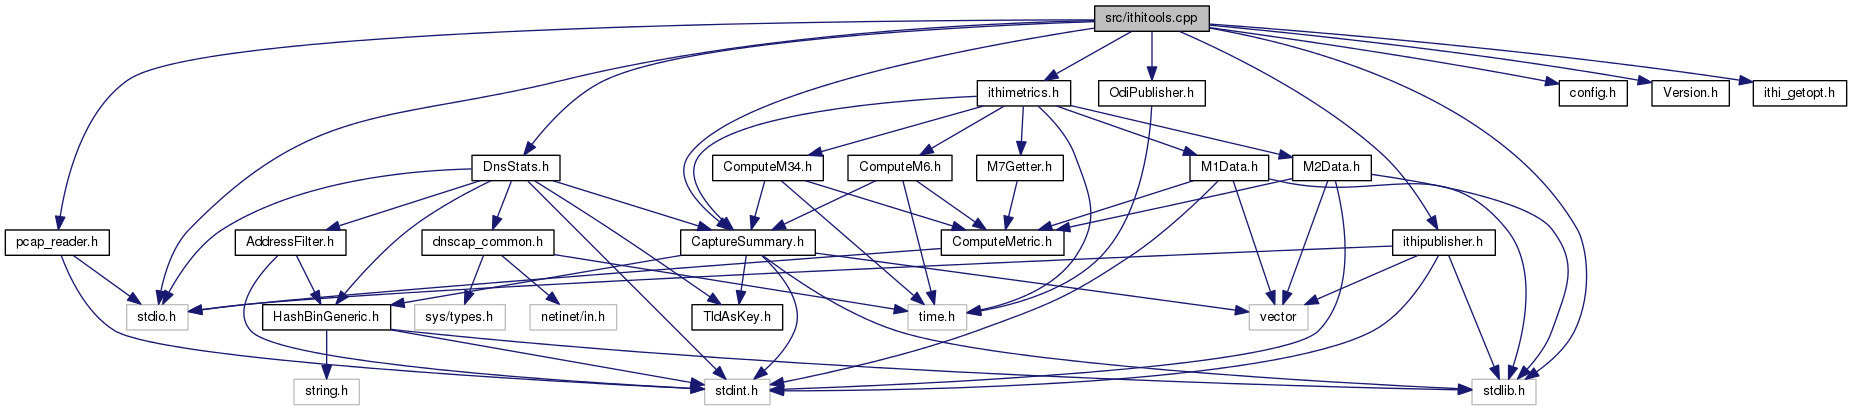 src/ithitools.cpp
ithimetrics.h
OdiPublisher.h
config.h
Version.h
ithi_getopt.h
DnsStats.h
ComputeM34.h
ComputeM6.h
M7Getter.h
M1Data.h
M2Data.h
pcap_reader.h
AddressFilter.h
dnscap_common.h
CaptureSummary.h
ComputeMetric.h
ithipublisher.h
stdio.h
HashBinGeneric.h
sys/types.h
netinet/in.h
TldAsKey.h
time.h
vector
string.h
stdint.h
stdlib.h